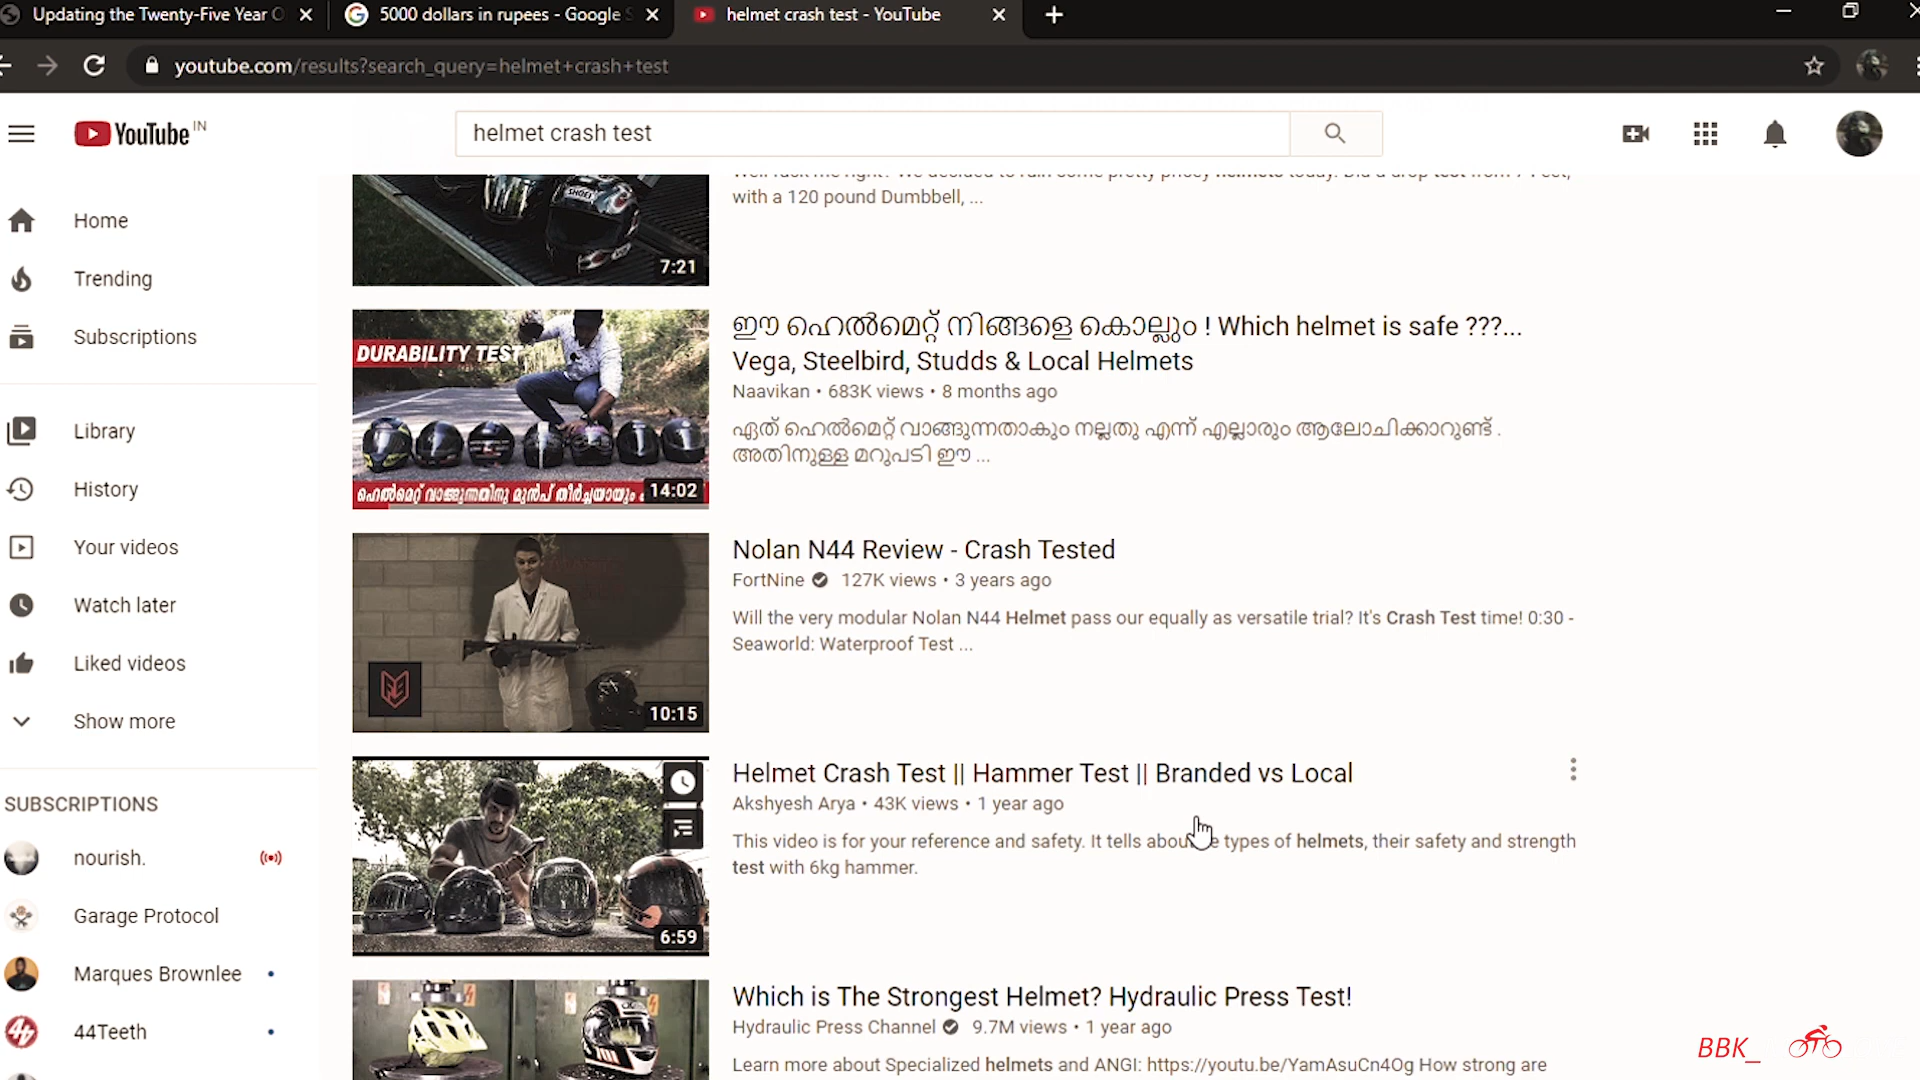 Updating the Twenty-Five Year O
5000 dollars in rupees - Google S
helmet crash test - YouTube
youtube.com/results?search_query=helmet+crash+test
YouTube IN
helmet crash test
Home
Trending
Subscriptions
Library
History
Your videos
Watch later
Liked videos
Show more
SUBSCRIPTIONS
nourish.
Garage Protocol
Marques Brownlee
44Teeth
SHOEI
7:21
with a 120 pound Dumbbell, ...
DURABILITY TEST
ഹെൽമെറ്റ് വാങ്ങുന്നതിനു മുൻപ് തീർച്ചയായും
14:02
ഈ ഹെൽമെറ്റ് നിങ്ങളെ കൊല്ലും ! Which helmet is safe ???...
Vega, Steelbird, Studds & Local Helmets
Naavikan • 683K views • 8 months ago
ഏത് ഹെൽമെറ്റ് വാങ്ങുന്നതാകും നല്ലതു എന്ന് എല്ലാരും ആലോചിക്കാറുണ്ട് .
അതിനുള്ള മറുപടി ഈ ...
10:15
Nolan N44 Review - Crash Tested
FortNine 127K views • 3 years ago
Will the very modular Nolan N44 Helmet pass our equally as versatile trial? It's Crash Test time! 0:30 -
Seaworld: Waterproof Test ...
6:59
Helmet Crash Test || Hammer Test || Branded vs Local
Akshyesh Arya • 43K views • 1 year ago
This video is for your reference and safety. It tells types of helmets, their safety and strength
test with 6kg hammer.
Which is The Strongest Helmet? Hydraulic Press Test!
Hydraulic Press Channel 9.7M views • 1 year ago
Learn more about Specialized helmets and ANGI: https://youtu.be/YamAsuCn4Og How strong are
BBK_